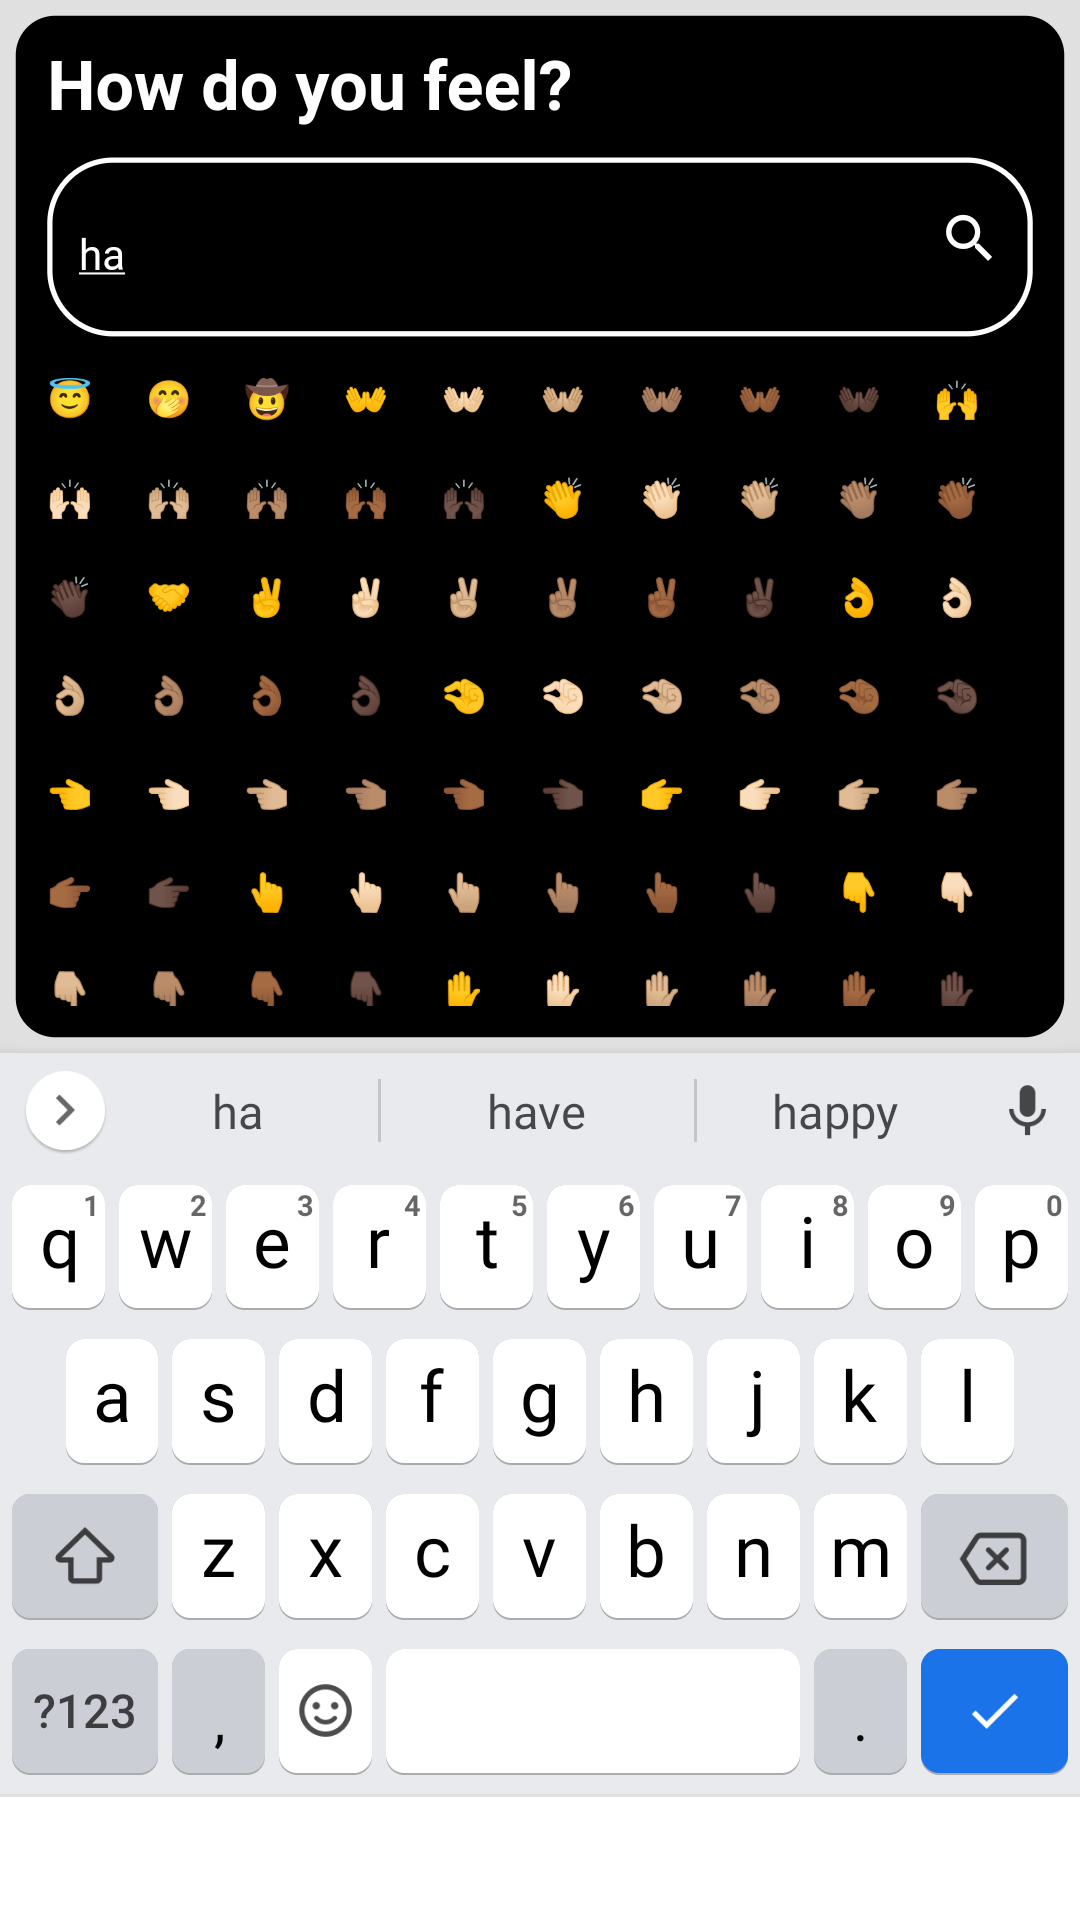 How do you feel?
ha
ha have happy
1 2 3 4 5 6 7 8 9 0
q w e r t y u i o p
a s d f g h j k l
z x c v b n m
?123 , .